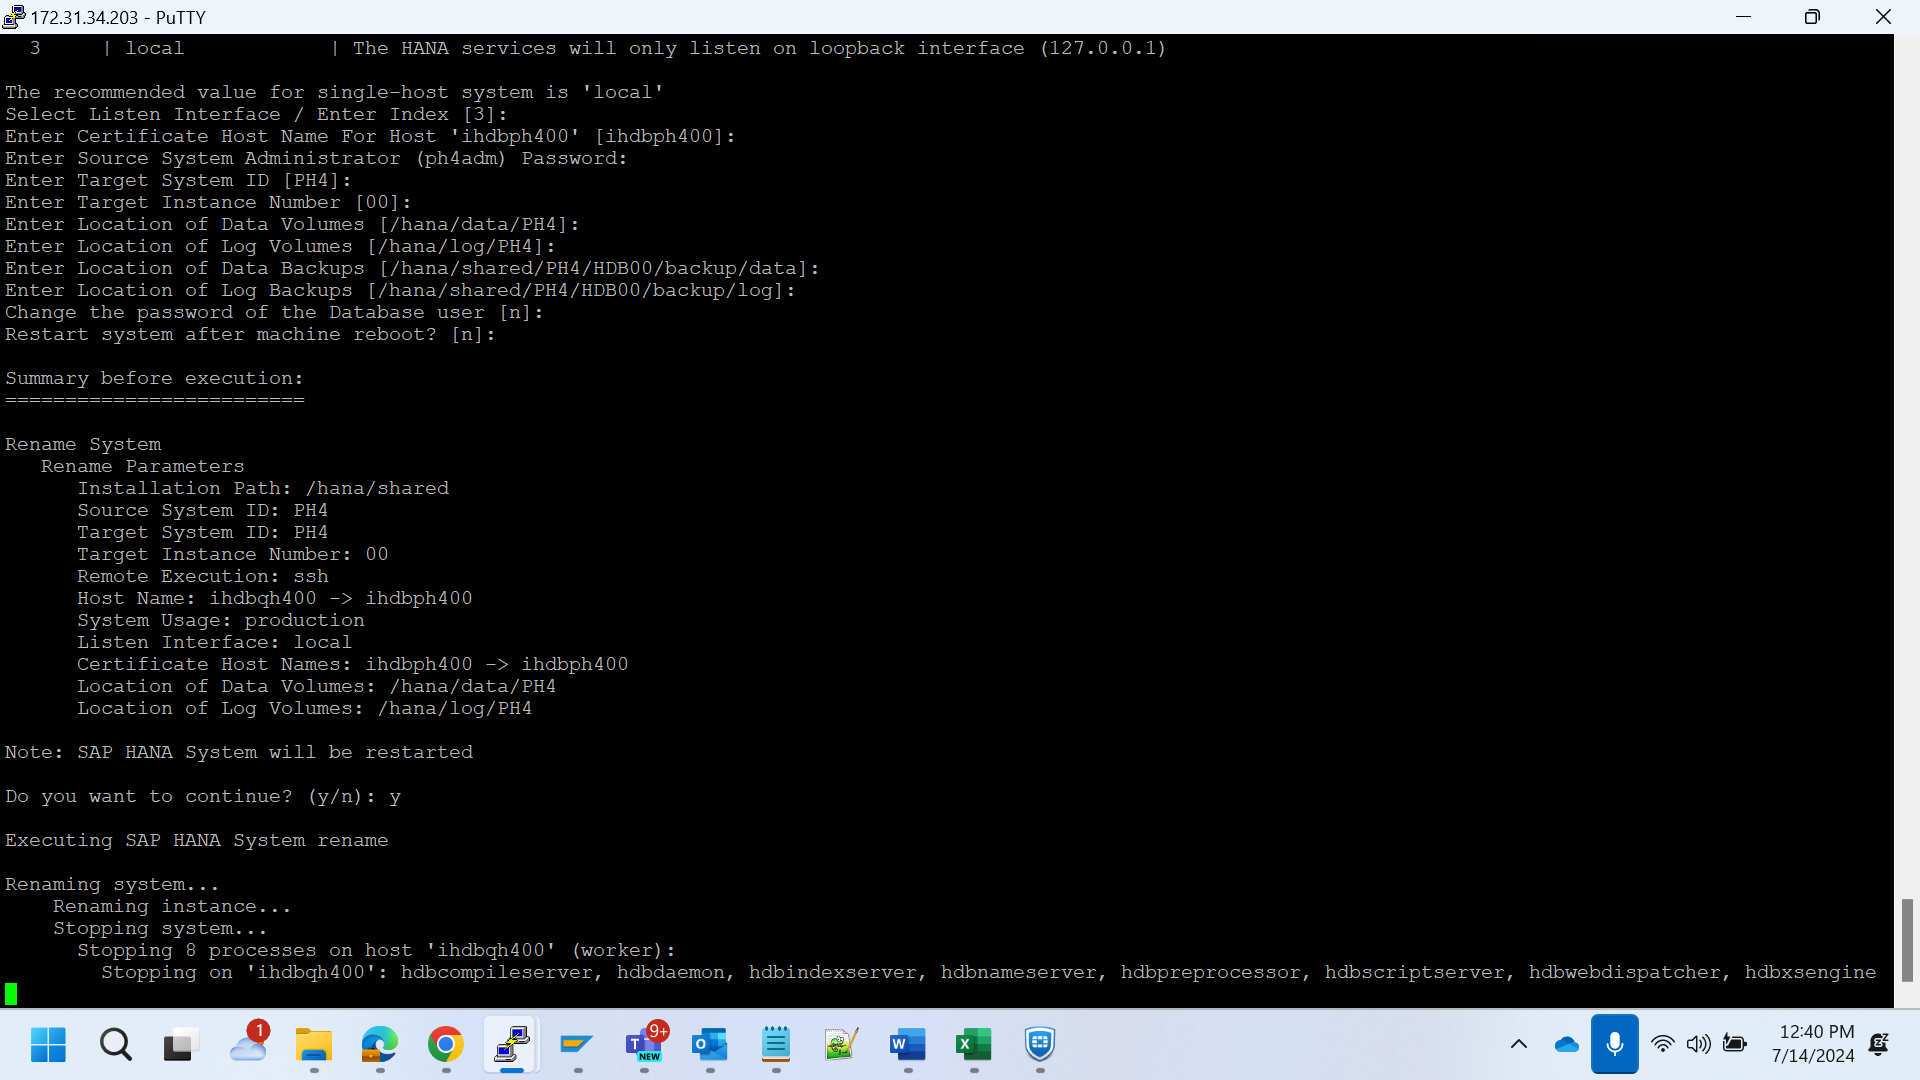 172.31.34.203 - PuTTY
3 | local | The HANA services will only listen on loopback interface (127.0.0.1)
The recommended value for single-host system is 'local'
Select Listen Interface / Enter Index [3]:
Enter Certificate Host Name For Host 'ihdbph400' [ihdbph400]:
Enter Source System Administrator (ph4adm) Password:
Enter Target System ID [PH4]:
Enter Target Instance Number [00]:
Enter Location of Data Volumes [/hana/data/PH4]:
Enter Location of Log Volumes [/hana/log/PH4]:
Enter Location of Data Backups [/hana/shared/PH4/HDB00/backup/data]:
Enter Location of Log Backups [/hana/shared/PH4/HDB00/backup/log]:
Change the password of the Database user [n]:
Restart system after machine reboot? [n]:
Summary before execution:
=========================
Rename System
Rename Parameters
Installation Path: /hana/shared
Source System ID: PH4
Target System ID: PH4
Target Instance Number: 00
Remote Execution: ssh
Host Name: ihdbqh400 -> ihdbph400
System Usage: production
Listen Interface: local
Certificate Host Names: ihdbph400 -> ihdbph400
Location of Data Volumes: /hana/data/PH4
Location of Log Volumes: /hana/log/PH4
Note: SAP HANA System will be restarted
Do you want to continue? (y/n): y
Executing SAP HANA System rename
Renaming system...
Renaming instance...
Stopping system...
Stopping 8 processes on host 'ihdbqh400' (worker):
Stopping on 'ihdbqh400': hdbcompileserver, hdbdaemon, hdbindexserver, hdbnameserver, hdbpreprocessor, hdbscriptserver, hdbwebdispatcher, hdbxsengine
1
9+
NEW
12:40 PM
7/14/2024